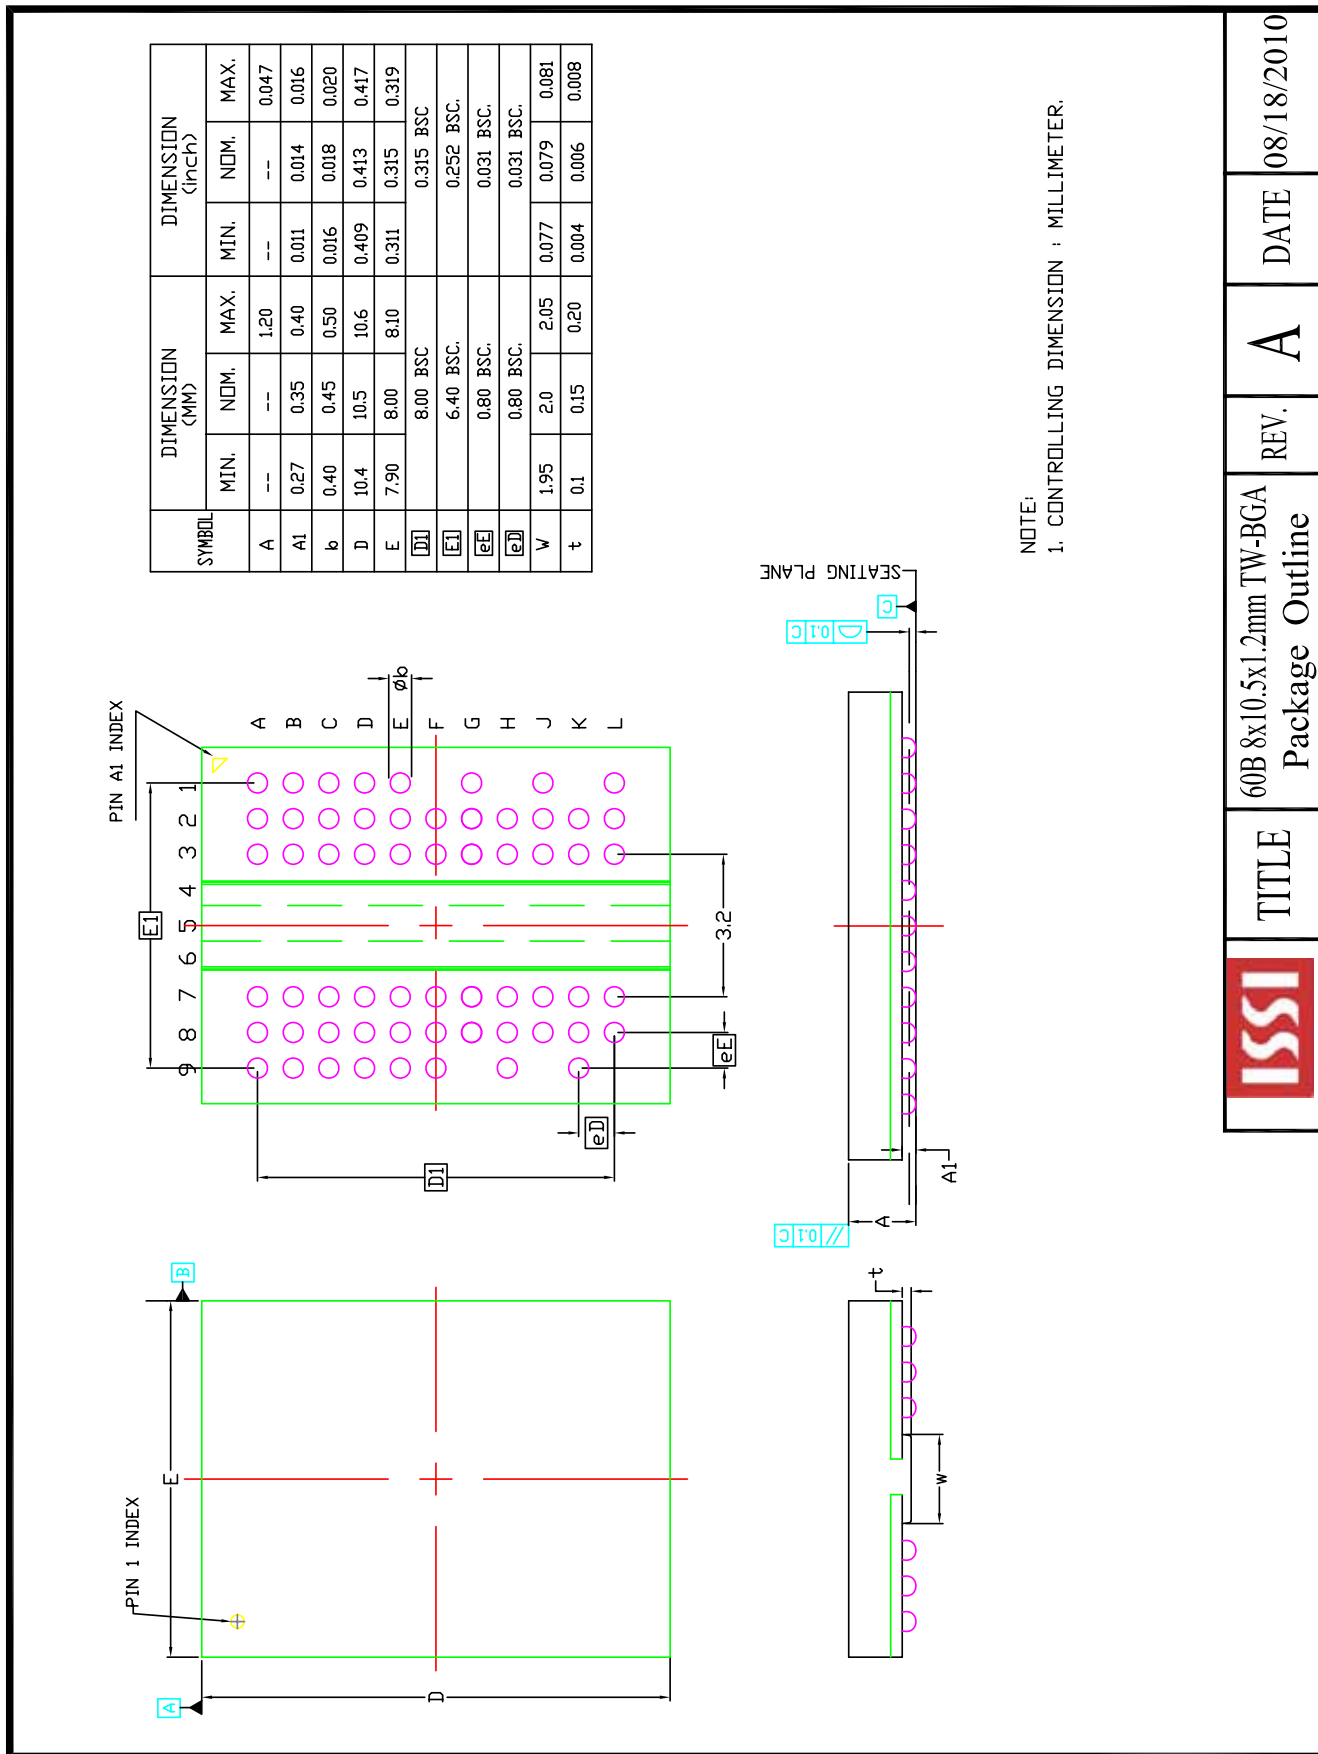 SYMBOL DIMENSION (MM) DIMENSION (inch)
MIN. NOM. MAX. MIN. NOM. MAX.
A -- -- 1.20 -- -- 0.047
A1 0.27 0.35 0.40 0.011 0.014 0.016
b 0.40 0.45 0.50 0.016 0.018 0.020
D 10.4 10.5 10.6 0.409 0.413 0.417
E 7.90 8.00 8.10 0.311 0.315 0.319
D1 8.00 BSC 0.315 BSC
E1 6.40 BSC. 0.252 BSC.
eE 0.80 BSC. 0.031 BSC.
eD 0.80 BSC. 0.031 BSC.
W 1.95 2.0 2.05 0.077 0.079 0.081
t 0.1 0.15 0.20 0.004 0.006 0.008
PIN 1 INDEX
E
D
A
B
PIN A1 INDEX
E1
9 8 7 6 5 4 3 2 1
A
B
C
D
E
F
G
H
J
K
L
Øb
D1
eD
eE
3.2
t
W
// 0.1 C
A
A1
0.1 C
C
SEATING PLANE
NOTE:
1. CONTROLLING DIMENSION : MILLIMETER.
ISSI
TITLE
60B 8x10.5x1.2mm TW-BGA
Package Outline
REV.
A
DATE
08/18/2010